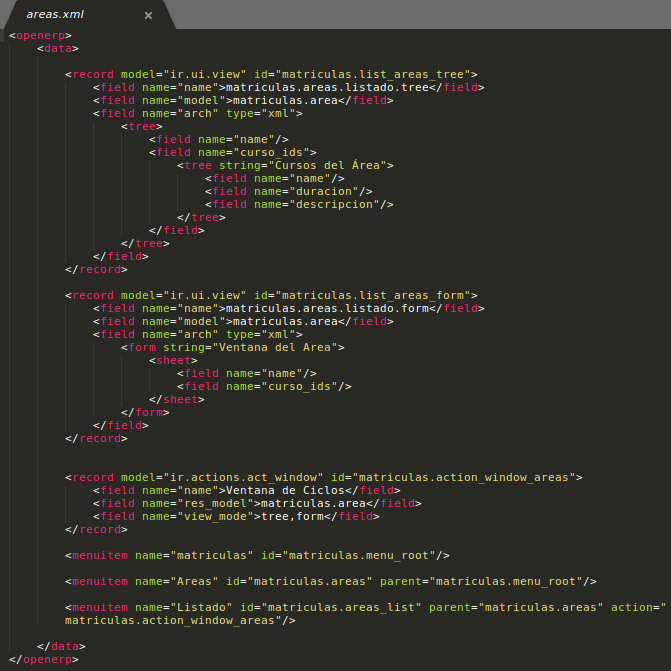 areas.xml ×
<openerp>
<data>
<record model="ir.ui.view" id="matriculas.list_areas_tree">
<field name="name">matriculas.areas.listado.tree</field>
<field name="model">matriculas.area</field>
<field name="arch" type="xml">
<tree>
<field name="name"/>
<field name="curso_ids">
<tree string="Cursos del Área">
<field name="name"/>
<field name="duracion"/>
<field name="descripcion"/>
</tree>
</field>
</tree>
</field>
</record>
<record model="ir.ui.view" id="matriculas.list_areas_form">
<field name="name">matriculas.areas.listado.form</field>
<field name="model">matriculas.area</field>
<field name="arch" type="xml">
<form string="Ventana del Area">
<sheet>
<field name="name"/>
<field name="curso_ids"/>
</sheet>
</form>
</field>
</record>
<record model="ir.actions.act_window" id="matriculas.action_window_areas">
<field name="name">Ventana de Ciclos</field>
<field name="res_model">matriculas.area</field>
<field name="view_mode">tree,form</field>
</record>
<menuitem name="matriculas" id="matriculas.menu_root"/>
<menuitem name="Areas" id="matriculas.areas" parent="matriculas.menu_root"/>
<menuitem name="Listado" id="matriculas.areas_list" parent="matriculas.areas" action="
matriculas.action_window_areas"/>
</data>
</openerp>